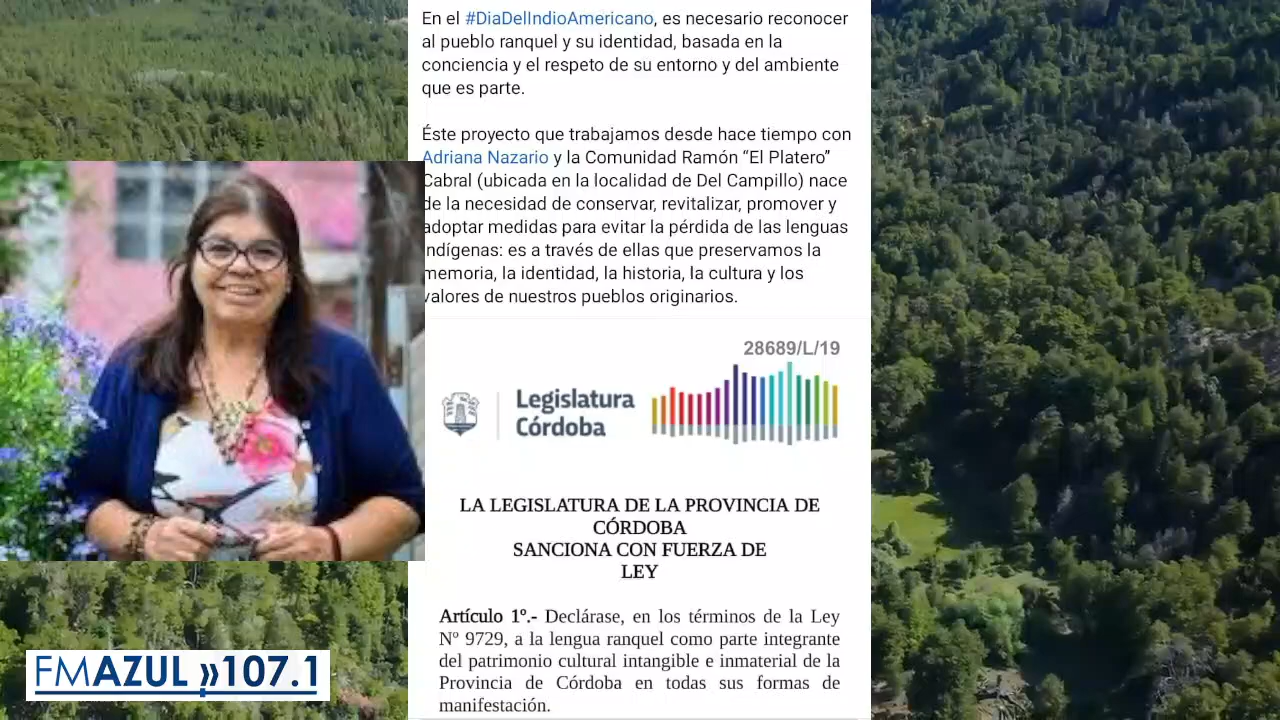 En el #DiaDelIndioAmericano, es necesario reconocer
al pueblo ranquel y su identidad, basada en la
conciencia y el respeto de su entorno y del ambiente
que es parte.
Éste proyecto que trabajamos desde hace tiempo con
Adriana Nazario y la Comunidad Ramón “El Platero”
Cabral (ubicada en la localidad de Del Campillo) nace
de la necesidad de conservar, revitalizar, promover y
adoptar medidas para evitar la pérdida de las lenguas
indígenas: es a través de ellas que preservamos la
memoria, la identidad, la historia, la cultura y los
valores de nuestros pueblos originarios.
28689/L/19
Legislatura
Córdoba
LA LEGISLATURA DE LA PROVINCIA DE
CÓRDOBA
SANCIONA CON FUERZA DE
LEY
Artículo 1º.- Declárase, en los términos de la Ley
Nº 9729, a la lengua ranquel como parte integrante
del patrimonio cultural intangible e inmaterial de la
Provincia de Córdoba en todas sus formas de
manifestación.
FMAZUL »107.1